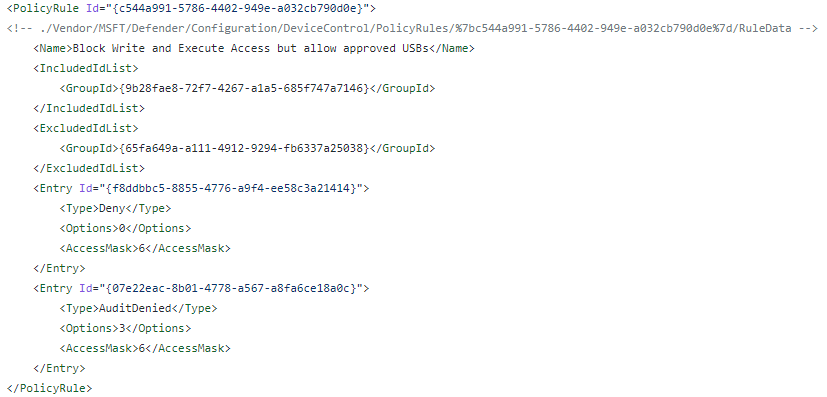 <PolicyRule Id="{c544a991-5786-4402-949e-a032cb790d0e}">
<!-- ./Vendor/MSFT/Defender/Configuration/DeviceControl/PolicyRules/%7bc544a991-5786-4402-949e-a032cb790d0e%7d/RuleData -->
<Name>Block Write and Execute Access but allow approved USBs</Name>
<IncludedIdList>
<GroupId>{9b28fae8-72f7-4267-a1a5-685f747a7146}</GroupId>
</IncludedIdList>
<ExcludedIdList>
<GroupId>{65fa649a-a111-4912-9294-fb6337a25038}</GroupId>
</ExcludedIdList>
<Entry Id="{f8ddbbc5-8855-4776-a9f4-ee58c3a21414}">
<Type>Deny</Type>
<Options>0</Options>
<AccessMask>6</AccessMask>
</Entry>
<Entry Id="{07e22eac-8b01-4778-a567-a8fa6ce18a0c}">
<Type>AuditDenied</Type>
<Options>3</Options>
<AccessMask>6</AccessMask>
</Entry>
</PolicyRule>